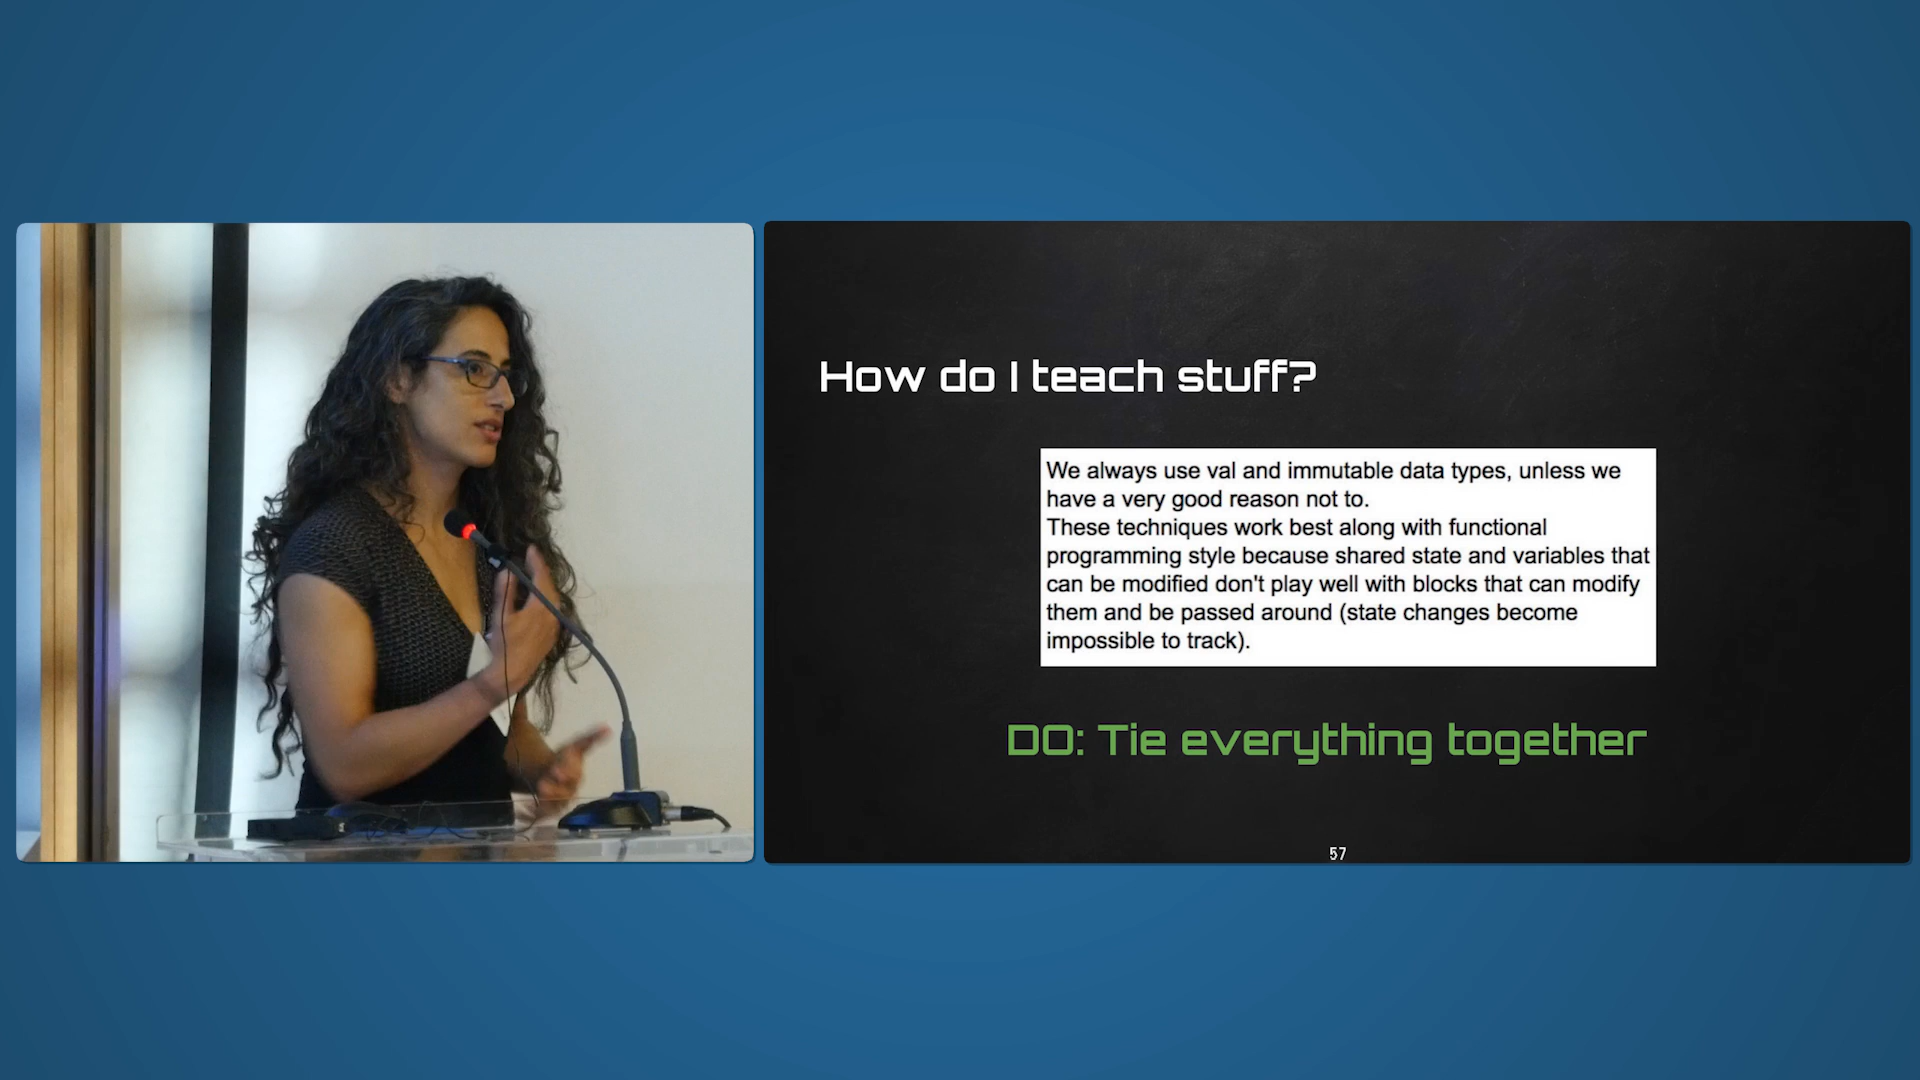 How do I teach stuff?
We always use val and immutable data types, unless we
have a very good reason not to.
These techniques work best along with functional
programming style because shared state and variables that
can be modified don't play well with blocks that can modify
them and be passed around (state changes become
impossible to track).
DO: Tie everything together
57